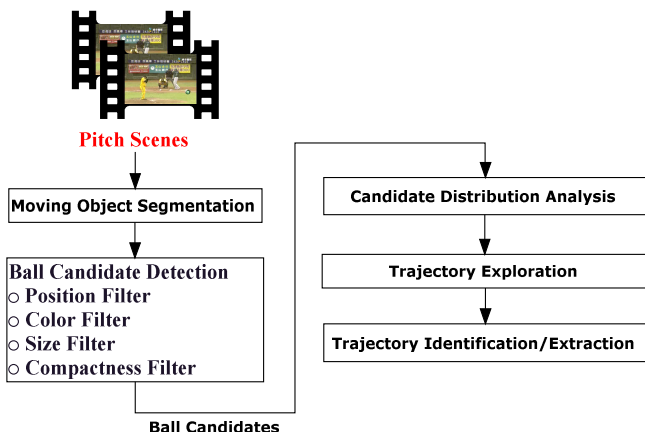 Pitch Scenes
Moving Object Segmentation
Ball Candidate Detection
○ Position Filter
○ Color Filter
○ Size Filter
○ Compactness Filter
Ball Candidates
Candidate Distribution Analysis
Trajectory Exploration
Trajectory Identification/Extraction